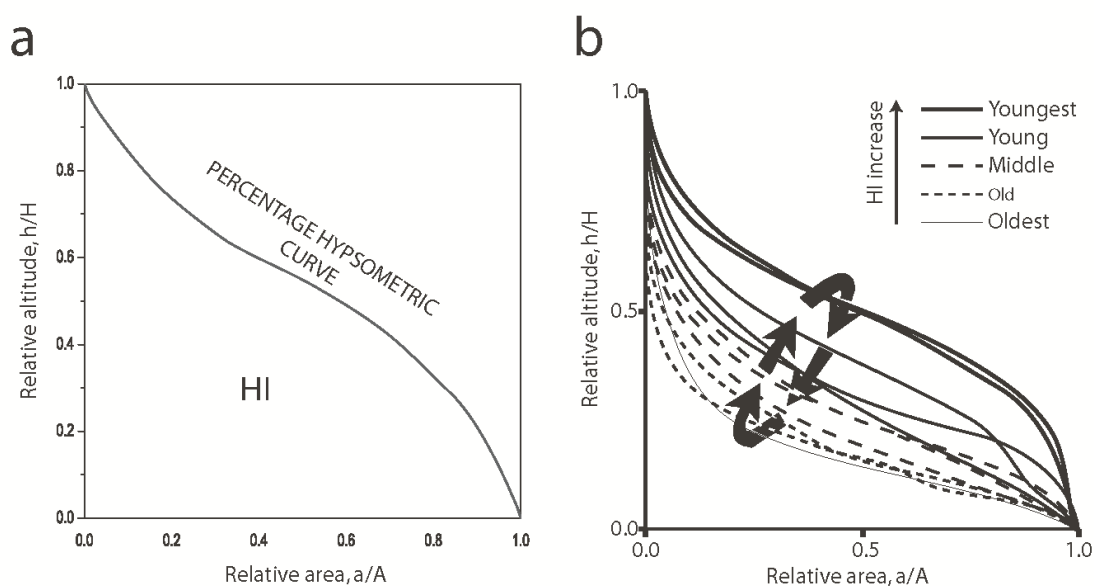 a
1.0
0.8
0.6
0.4
0.2
0.0
0.0
0.2
0.4
0.6
0.8
1.0
Relative altitude, h/H
Relative area, a/A
PERCENTAGE HYPSOMETRIC
CURVE
HI
b
1.0
0.5
1.0
0.0
0.5
1.0
Relative altitude, h/H
Relative area, a/A
HI increase
Youngest
Young
Middle
Old
Oldest